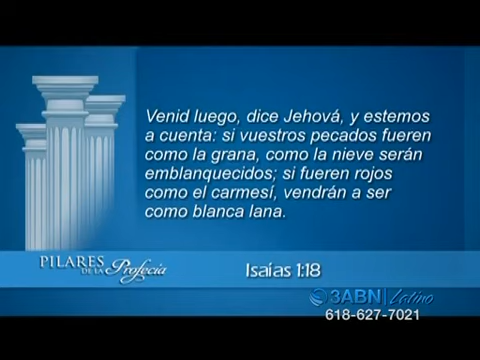 Venid luego, dice Jehová, y estemos
a cuenta: si vuestros pecados fueren
como la grana, como la nieve serán
emblanquecidos; si fueren rojos
como el carmesí, vendrán a ser
como blanca lana.
PILARES
DE LA Profecía
Isaías 1:18
3ABN Latino
618-627-7021